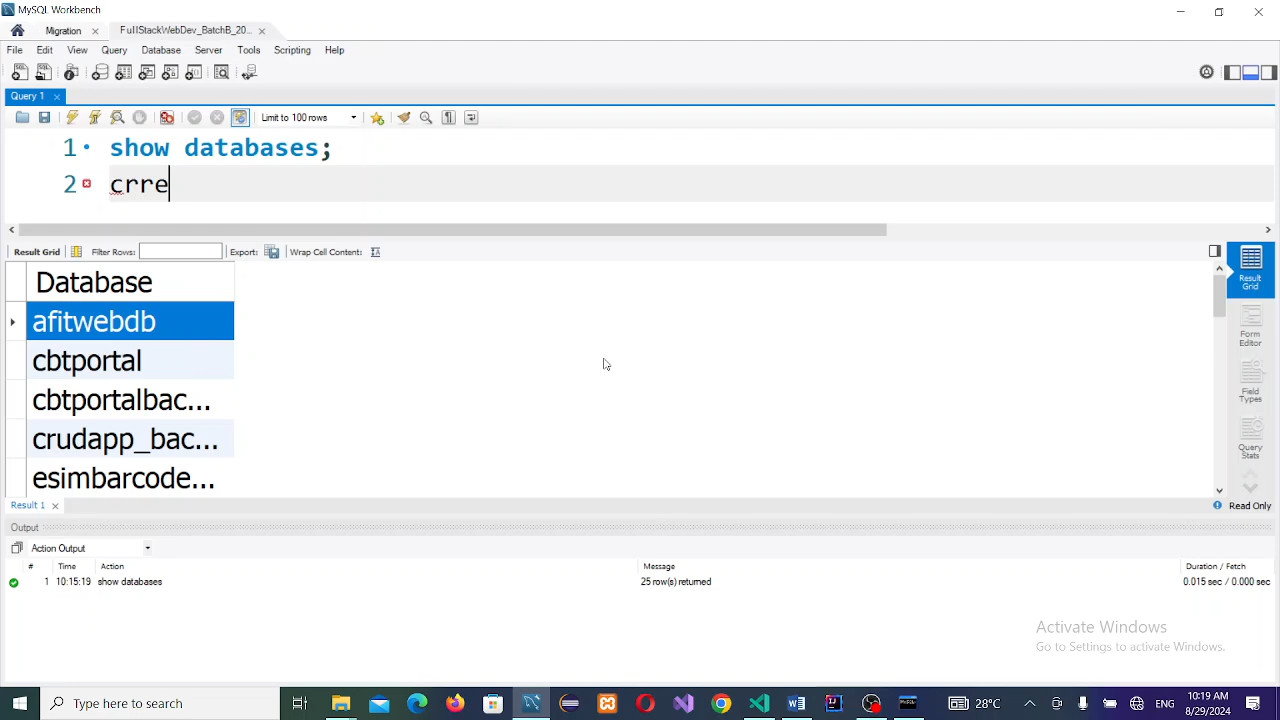 MySQL Workbench
Migration
FullStackWebDev_BatchB_20...
File Edit View Query Database Server Tools Scripting Help
Query 1
Limit to 100 rows
1 show databases;
2 crre
Result Grid Filter Rows: Export: Wrap Cell Content:
Database
afitwebdb
cbtportal
cbtportalbac...
crudapp_bac...
esimbarcode...
Result Grid
Form Editor
Field Types
Query Stats
Result 1
Read Only
Output
Action Output
# Time Action Message Duration / Fetch
1 10:15:19 show databases 25 row(s) returned 0.015 sec / 0.000 sec
Activate Windows
Go to Settings to activate Windows.
Type here to search
28°C
ENG
10:19 AM
8/29/2024